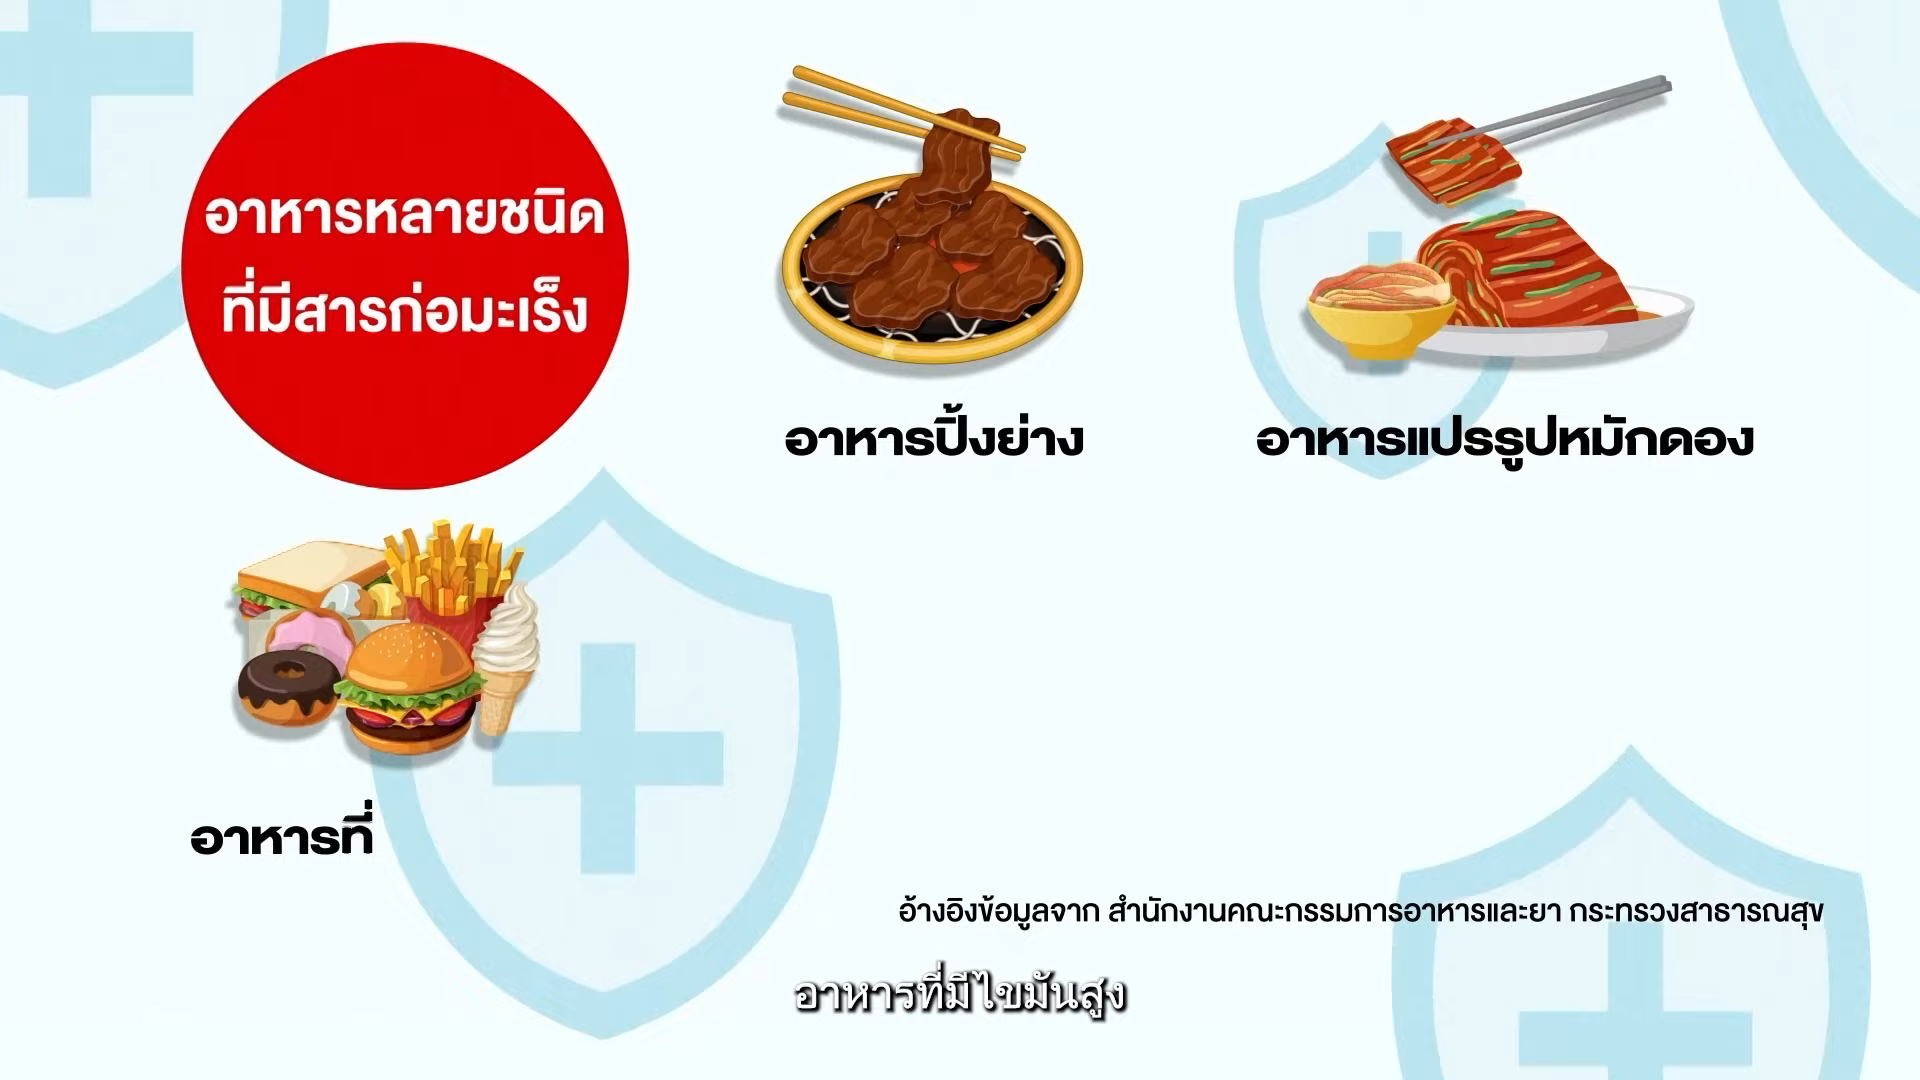 อาหารหลายชนิด
ที่มีสารก่อมะเร็ง
อาหารปิ้งย่าง
อาหารแปรรูปหมักดอง
อาหารที่
อ้างอิงข้อมูลจาก สำนักงานคณะกรรมการอาหารและยา กระทรวงสาธารณสุข
อาหารที่มีไขมันสูง